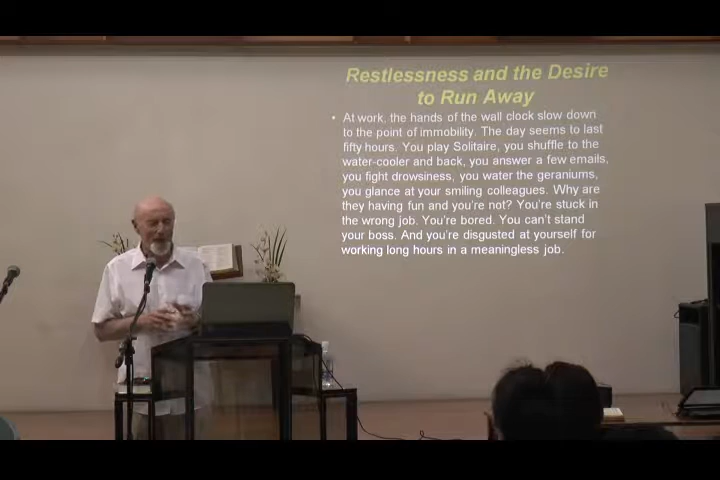 Restlessness and the Desire
to Run Away
• At work, the hands of the wall clock slow down
to the point of immobility. The day seems to last
fifty hours. You play Solitaire, you shuffle to the
water-cooler and back, you answer a few emails,
you fight drowsiness, you water the geraniums,
you glance at your smiling colleagues. Why are
they having fun and you're not? You're stuck in
the wrong job. You're bored. You can't stand
your boss. And you're disgusted at yourself for
working long hours in a meaningless job.